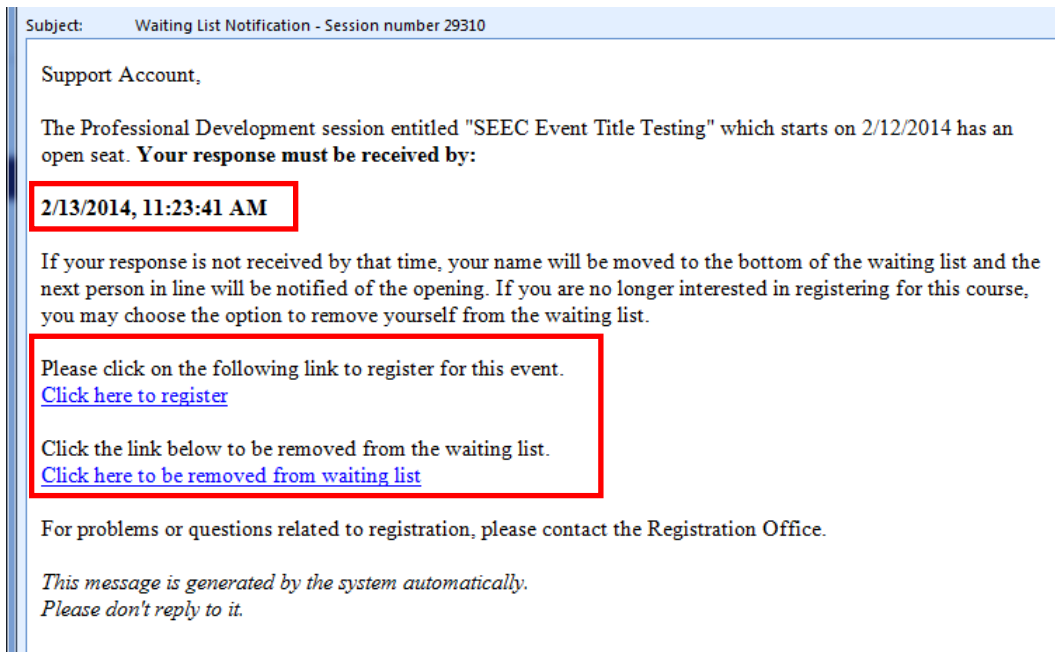 Subject: Waiting List Notification - Session number 29310
Support Account,
The Professional Development session entitled "SEEC Event Title Testing" which starts on 2/12/2014 has an
open seat. Your response must be received by:
2/13/2014, 11:23:41 AM
If your response is not received by that time, your name will be moved to the bottom of the waiting list and the
next person in line will be notified of the opening. If you are no longer interested in registering for this course,
you may choose the option to remove yourself from the waiting list.
Please click on the following link to register for this event.
Click here to register
Click the link below to be removed from the waiting list.
Click here to be removed from waiting list
For problems or questions related to registration, please contact the Registration Office.
This message is generated by the system automatically.
Please don't reply to it.